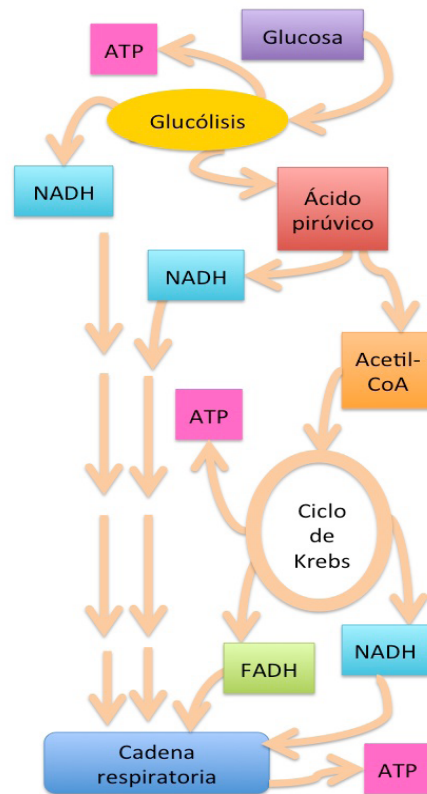 Glucosa
ATP
Glucólisis
NADH
Ácido
pirúvico
NADH
Acetil-
CoA
ATP
Ciclo
de
Krebs
FADH
NADH
Cadena
respiratoria
ATP